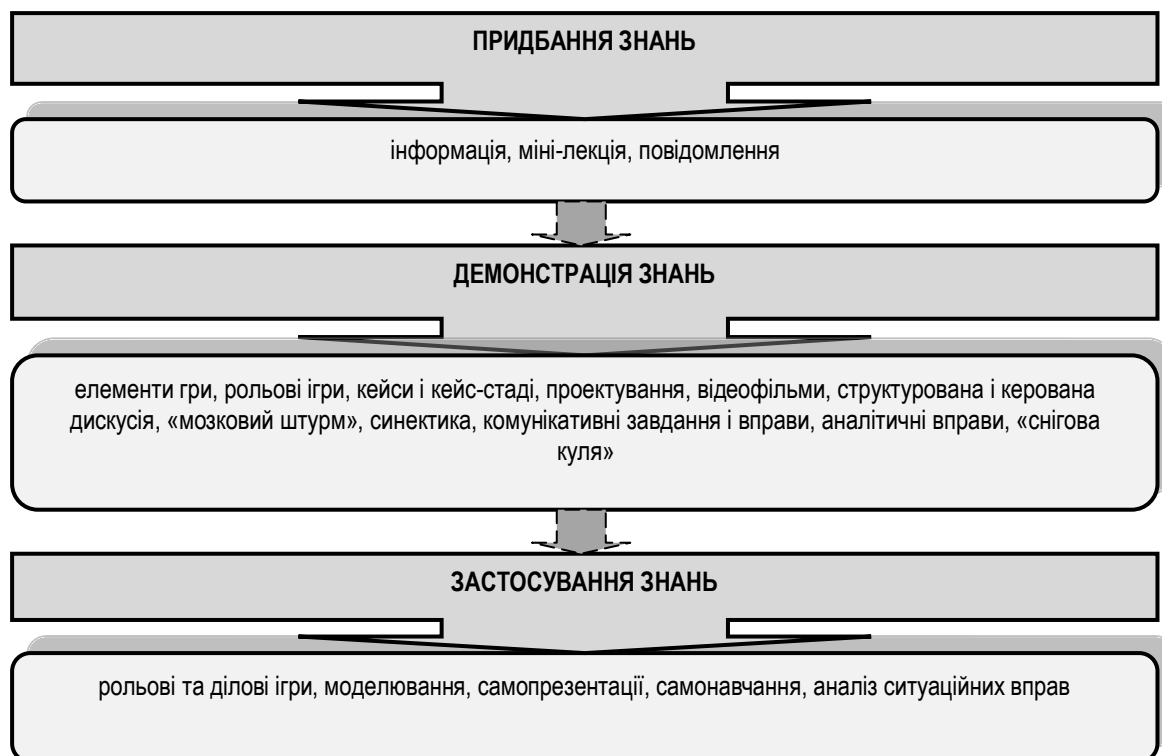 ПРИДБАННЯ ЗНАНЬ
інформація, міні-лекція, повідомлення
ДЕМОНСТРАЦІЯ ЗНАНЬ
елементи гри, рольові ігри, кейси і кейс-стаді, проектування, відеофільми, структурована і керована
дискусія, «мозковий штурм», синектика, комунікативні завдання і вправи, аналітичні вправи, «снігова
куля»
ЗАСТОСУВАННЯ ЗНАНЬ
рольові та ділові ігри, моделювання, самопрезентації, самонавчання, аналіз ситуаційних вправ